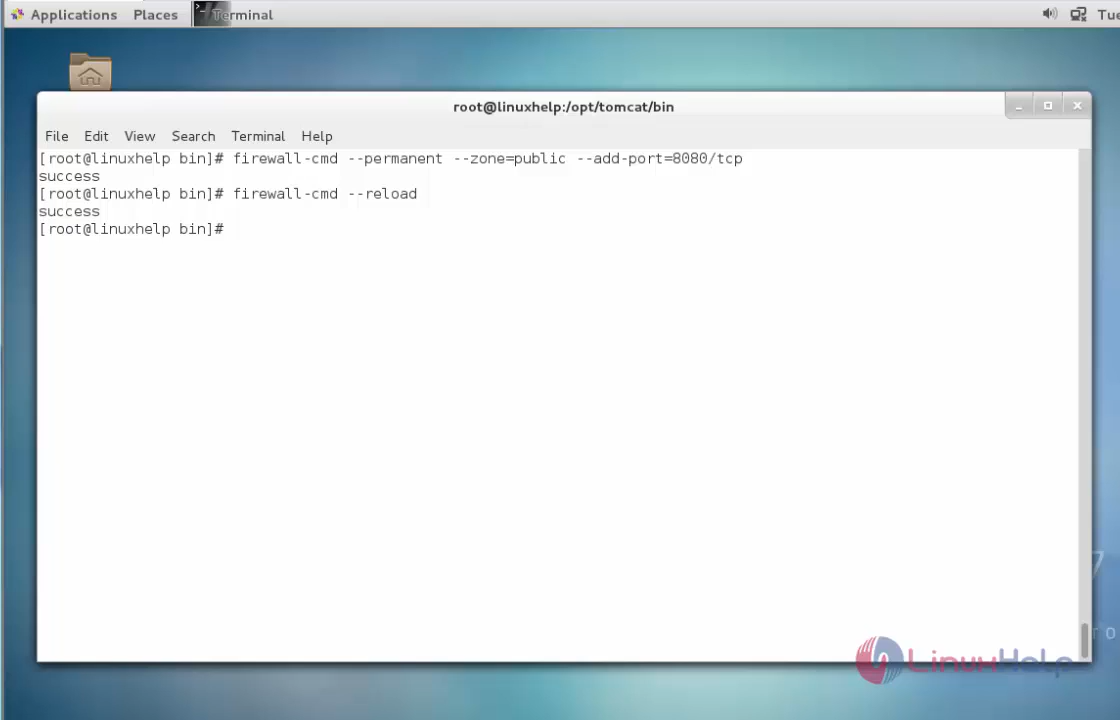 Applications Places Terminal Tue
root@linuxhelp:/opt/tomcat/bin
File Edit View Search Terminal Help
[root@linuxhelp bin]# firewall-cmd --permanent --zone=public --add-port=8080/tcp
success
[root@linuxhelp bin]# firewall-cmd --reload
success
[root@linuxhelp bin]#
7
LinuxHelp